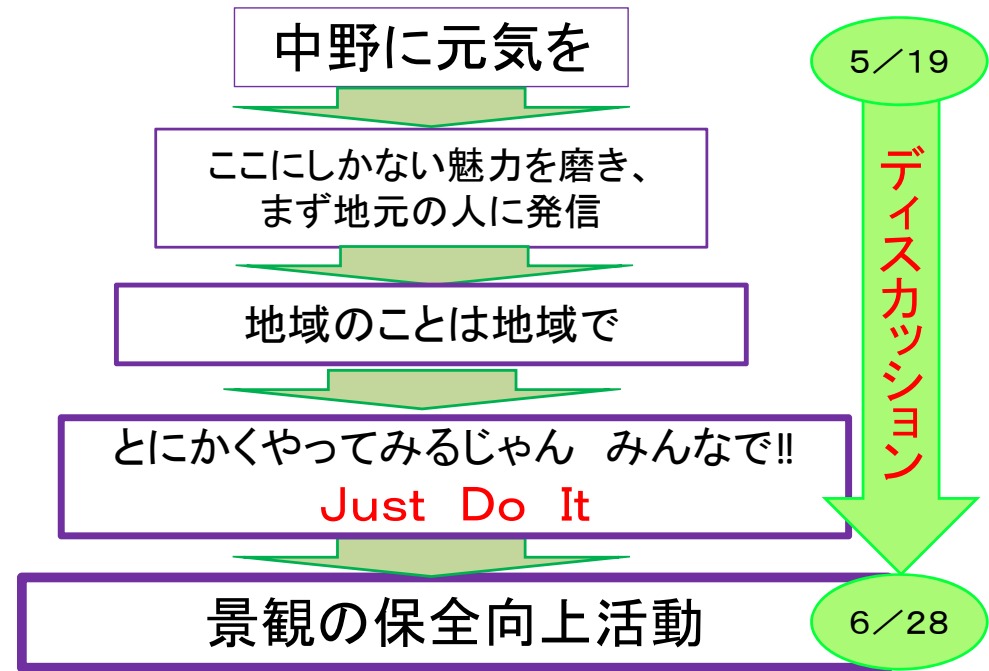 中野に元気を
ここにしかない魅力を磨き、
まず地元の人に発信
地域のことは地域で
とにかくやってみるじゃん　みんなで‼
Just　Do　It
景観の保全向上活動
5／19
ディスカッション
6／28